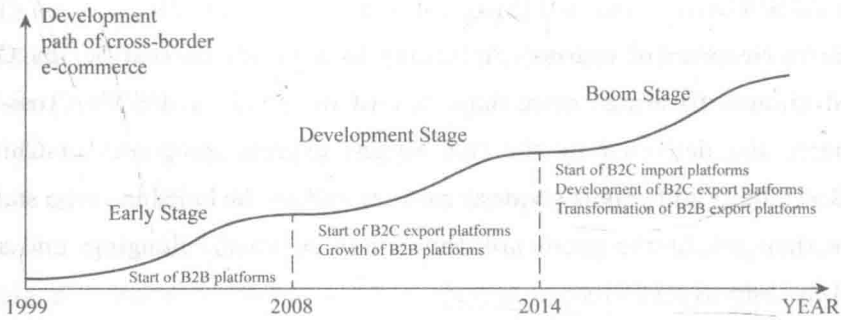 Development
path of cross-border
e-commerce
Boom Stage
Development Stage
Early Stage
Start of B2C import platforms
Development of B2C export platforms
Transformation of B2B export platforms
Start of B2C export platforms
Growth of B2B platforms
Start of B2B platforms
1999
2008
2014
YEAR